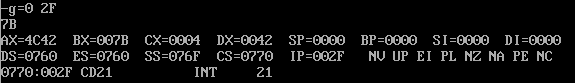 -g=0 2F
7B
AX=4C42 BX=007B CX=0004 DX=0042 SP=0000 BP=0000 SI=0000 DI=0000
DS=0760 ES=0760 SS=076F CS=0770 IP=002F NV UP EI PL NZ NA PE NC
0770:002F CD21 INT 21